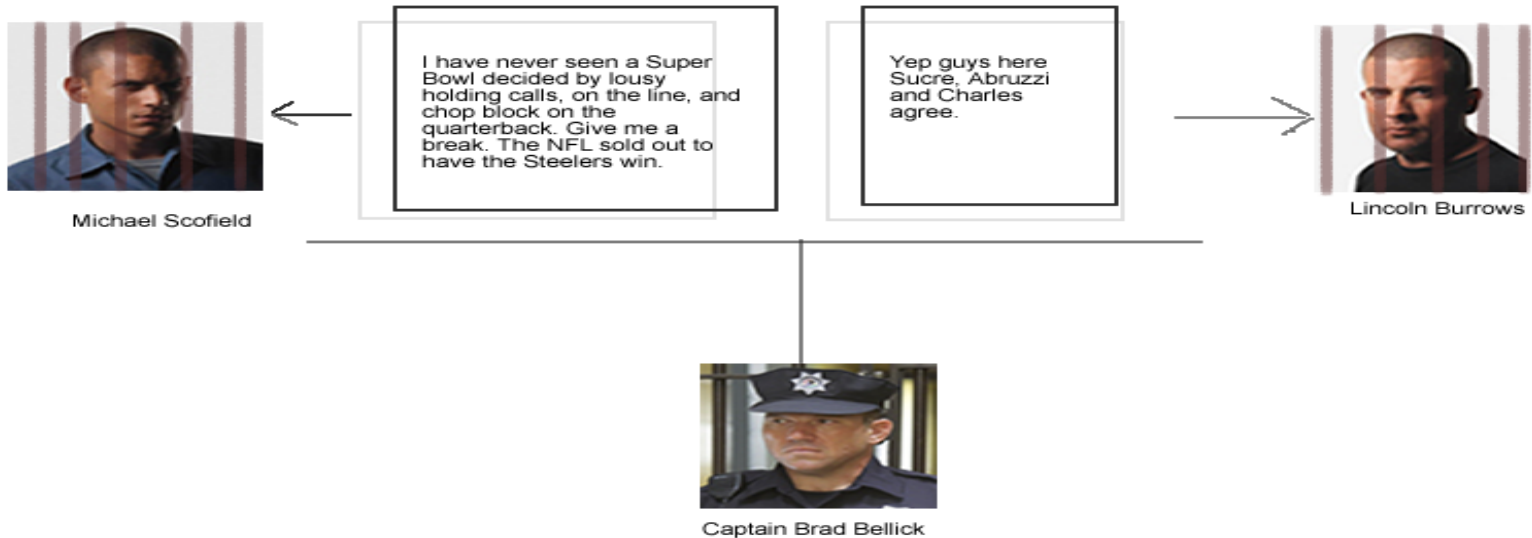 I have never seen a Super
Bowl decided by lousy
holding calls, on the line, and
chop block on the
quarterback. Give me a
break. The NFL sold out to
have the Steelers win.
Yep guys here
Sucre, Abruzzi
and Charles
agree.
Michael Scofield
Lincoln Burrows
Captain Brad Bellick